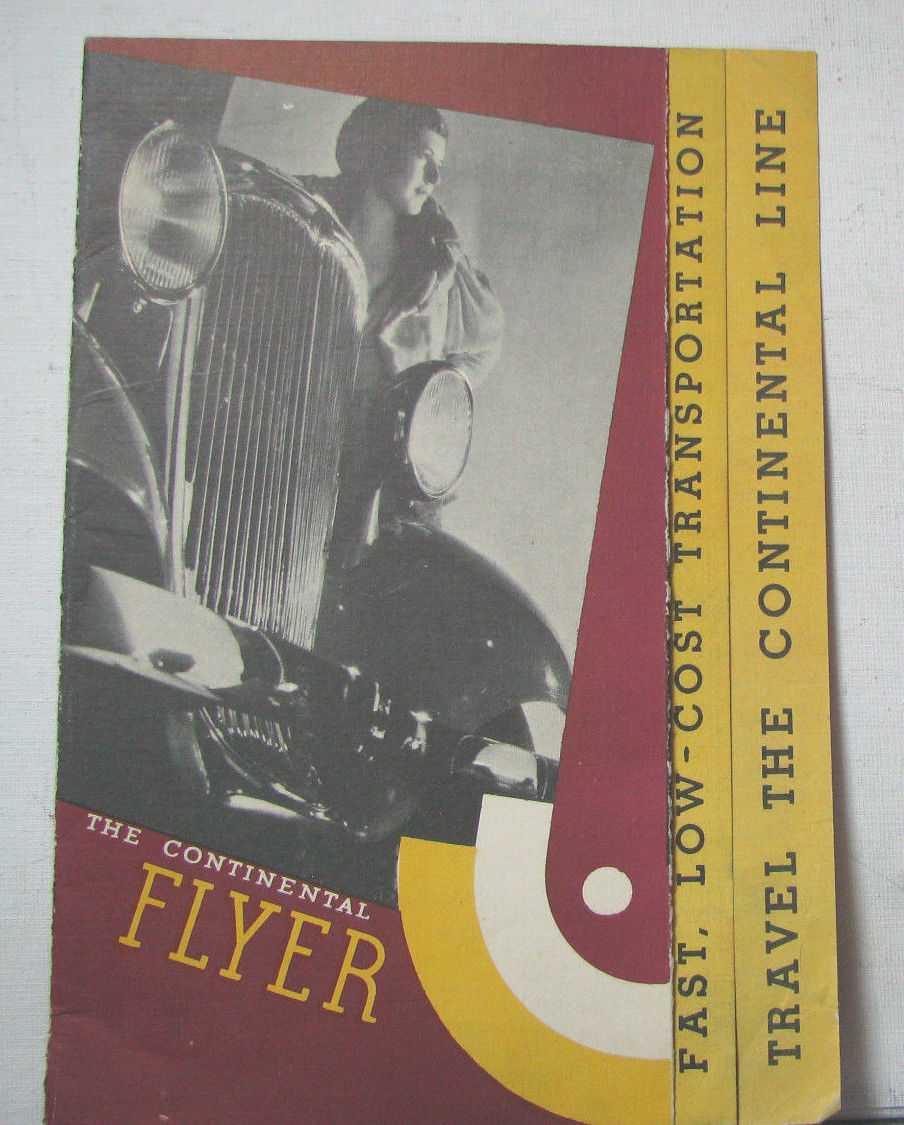 THE CONTINENTAL
FLYER
FAST, LOW-COST TRANSPORTATION
TRAVEL THE CONTINENTAL LINE